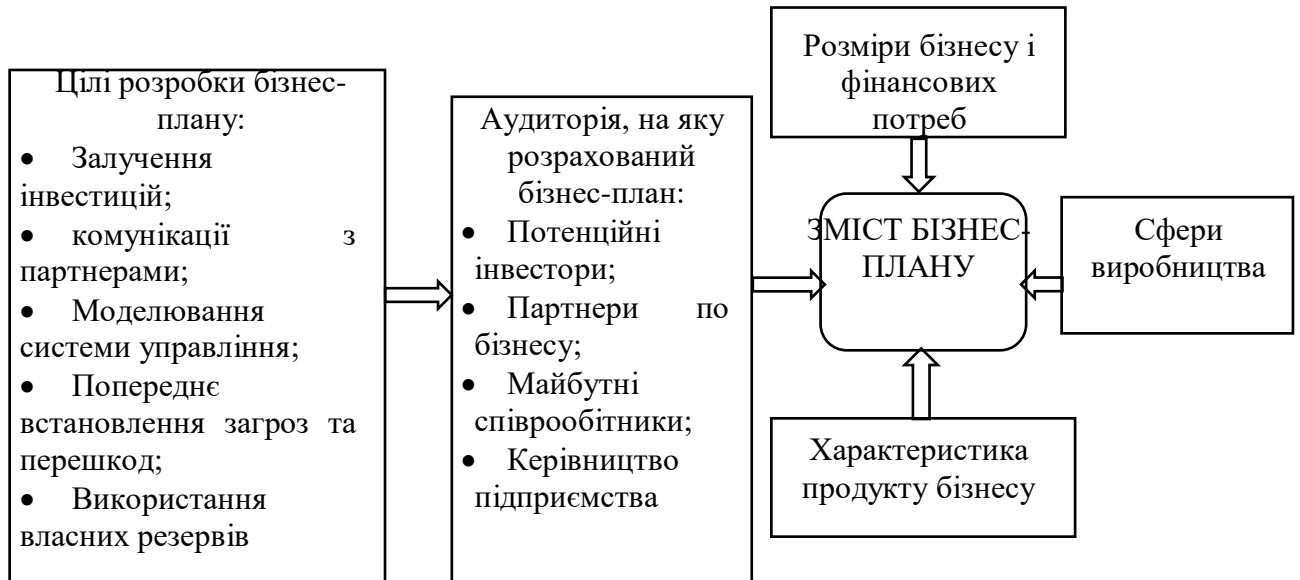 Цілі розробки бізнес-
плану:
• Залучення
інвестицій;
• комунікації з
партнерами;
• Моделювання
системи управління;
• Попереднє
встановлення загроз та
перешкод;
• Використання
власних резервів
Аудиторія, на яку
розрахований
бізнес-план:
• Потенційні
інвестори;
• Партнери по
бізнесу;
• Майбутні
співрообітники;
• Керівництво
підприємства
Розміри бізнесу і
фінансових
потреб
ЗМІСТ БІЗНЕС-
ПЛАНУ
Сфери
виробництва
Характеристика
продукту бізнесу